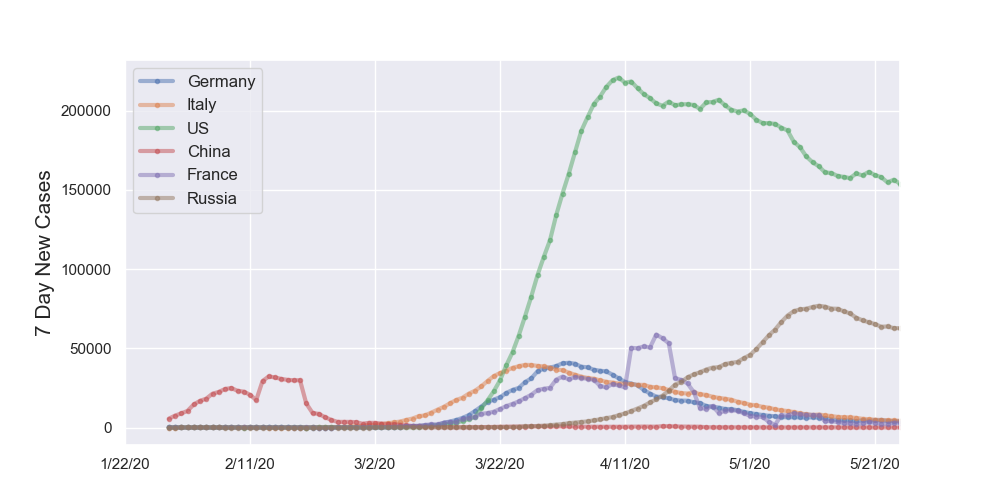 Germany
Italy
US
China
France
Russia
7 Day New Cases
200000
150000
100000
50000
0
1/22/20 2/11/20 3/2/20 3/22/20 4/11/20 5/1/20 5/21/20